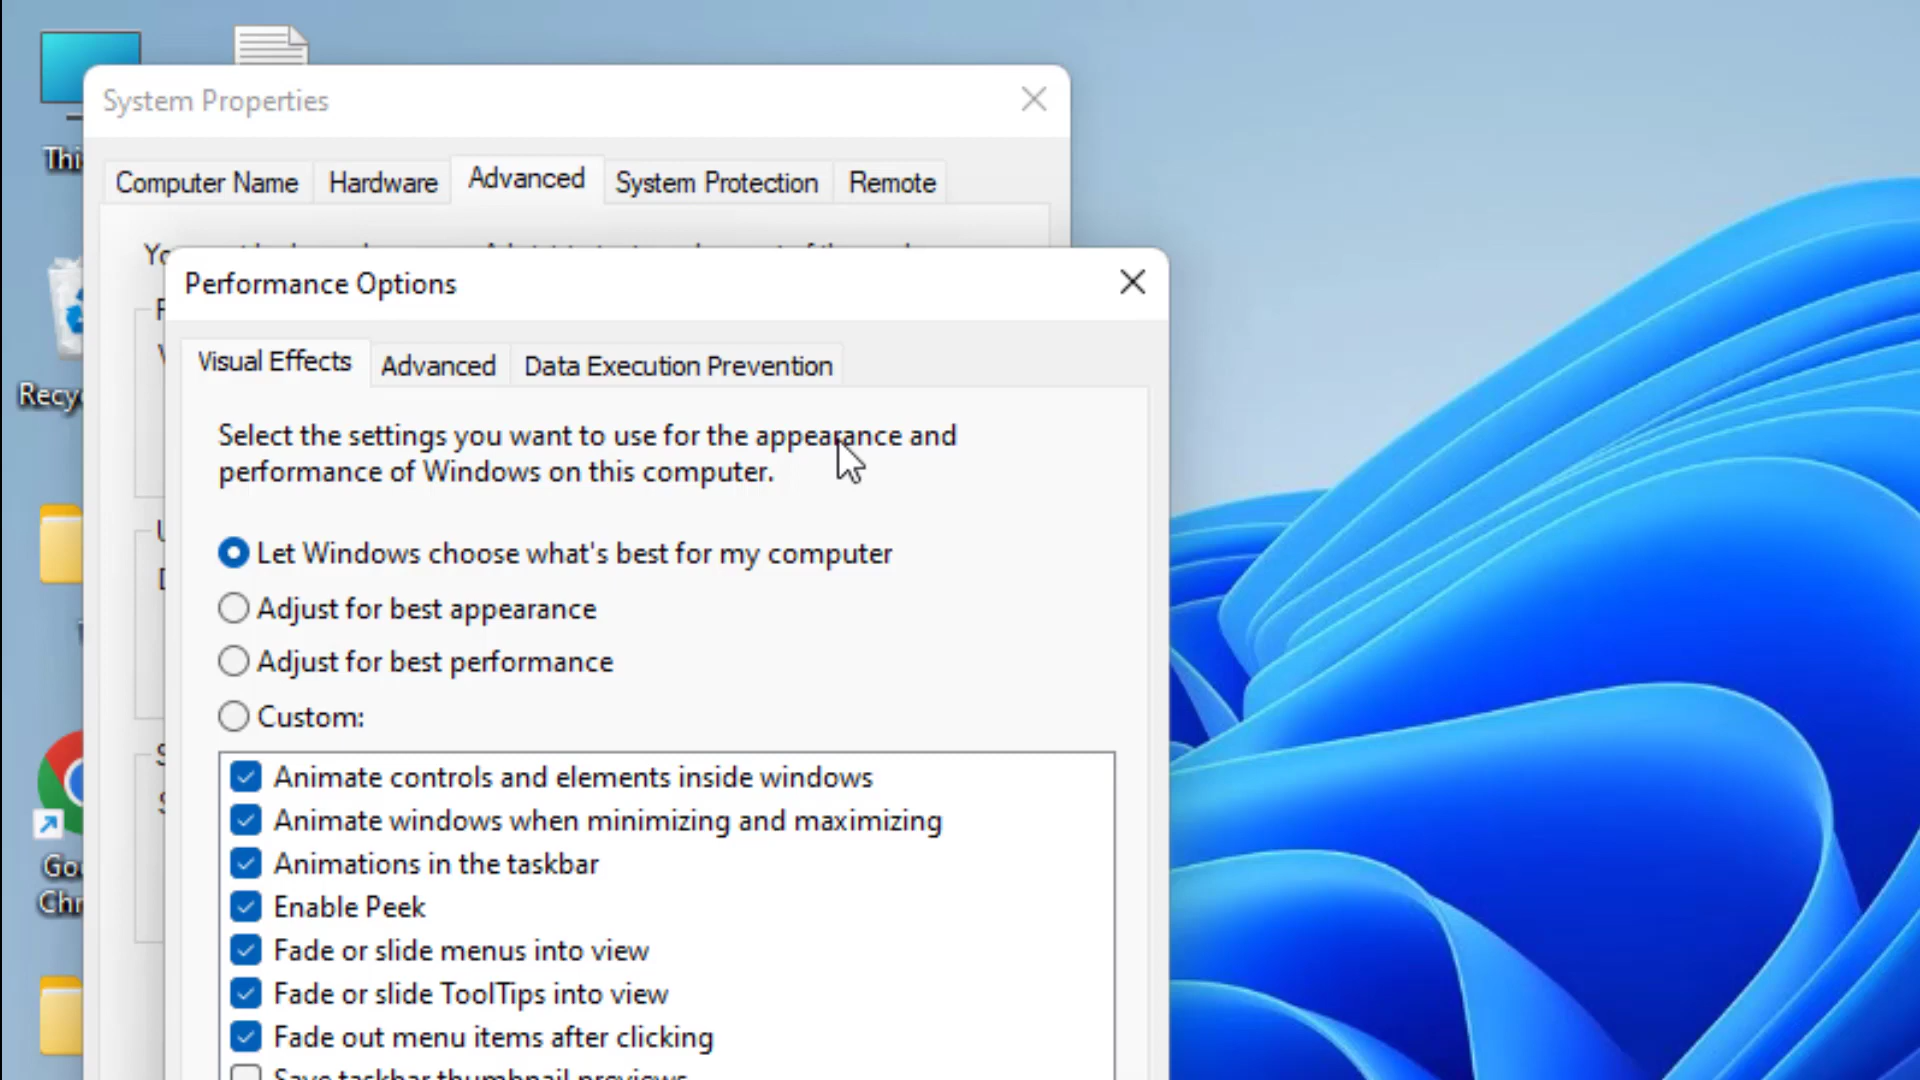 System Properties
Computer Name
Hardware
Advanced
System Protection
Remote
Performance Options
Visual Effects
Advanced
Data Execution Prevention
Select the settings you want to use for the appearance and
performance of Windows on this computer.
Let Windows choose what's best for my computer
Adjust for best appearance
Adjust for best performance
Custom:
Animate controls and elements inside windows
Animate windows when minimizing and maximizing
Animations in the taskbar
Enable Peek
Fade or slide menus into view
Fade or slide ToolTips into view
Fade out menu items after clicking
Save taskbar thumbnail previews